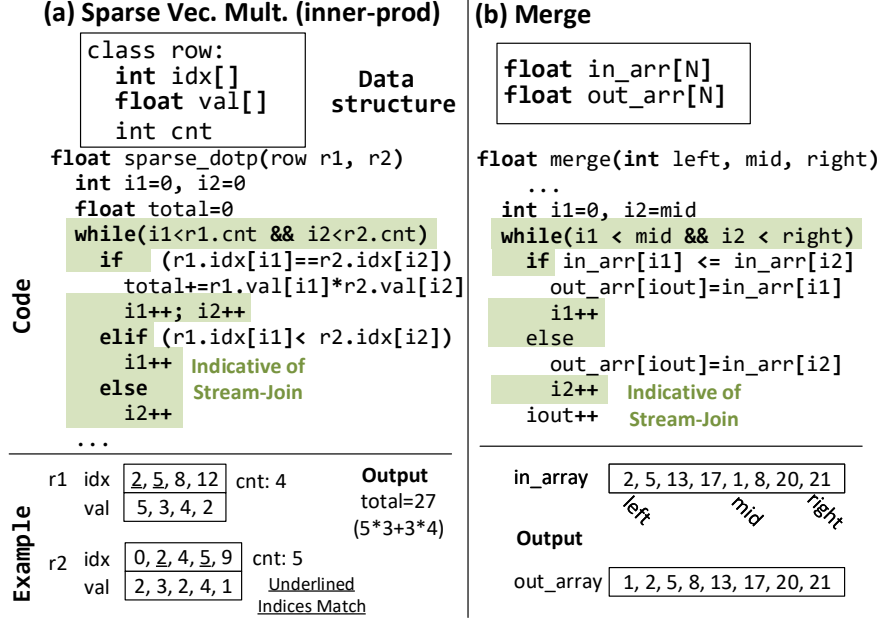 (a) Sparse Vec. Mult. (inner-prod)
class row:
int idx[]
float val[]
int cnt
Data
structure
float sparse_dotp(row r1, r2)
int i1=0, i2=0
float total=0
while(i1<r1.cnt && i2<r2.cnt)
if (r1.idx[i1]==r2.idx[i2])
total+=r1.val[i1]*r2.val[i2]
i1++; i2++
elif (r1.idx[i1]< r2.idx[i2])
i1++
else
i2++
...
Indicative of
Stream-Join
Code
r1 idx 2, 5, 8, 12 cnt: 4
val 5, 3, 4, 2
Output
total=27
(5*3+3*4)
r2 idx 0, 2, 4, 5, 9 cnt: 5
val 2, 3, 2, 4, 1
Underlined
Indices Match
Example
(b) Merge
float in_arr[N]
float out_arr[N]
float merge(int left, mid, right)
...
int i1=0, i2=mid
while(i1 < mid && i2 < right)
if in_arr[i1] <= in_arr[i2]
out_arr[iout]=in_arr[i1]
i1++
else
out_arr[iout]=in_arr[i2]
i2++
iout++
Indicative of
Stream-Join
in_array 2, 5, 13, 17, 1, 8, 20, 21
left mid right
Output
out_array 1, 2, 5, 8, 13, 17, 20, 21